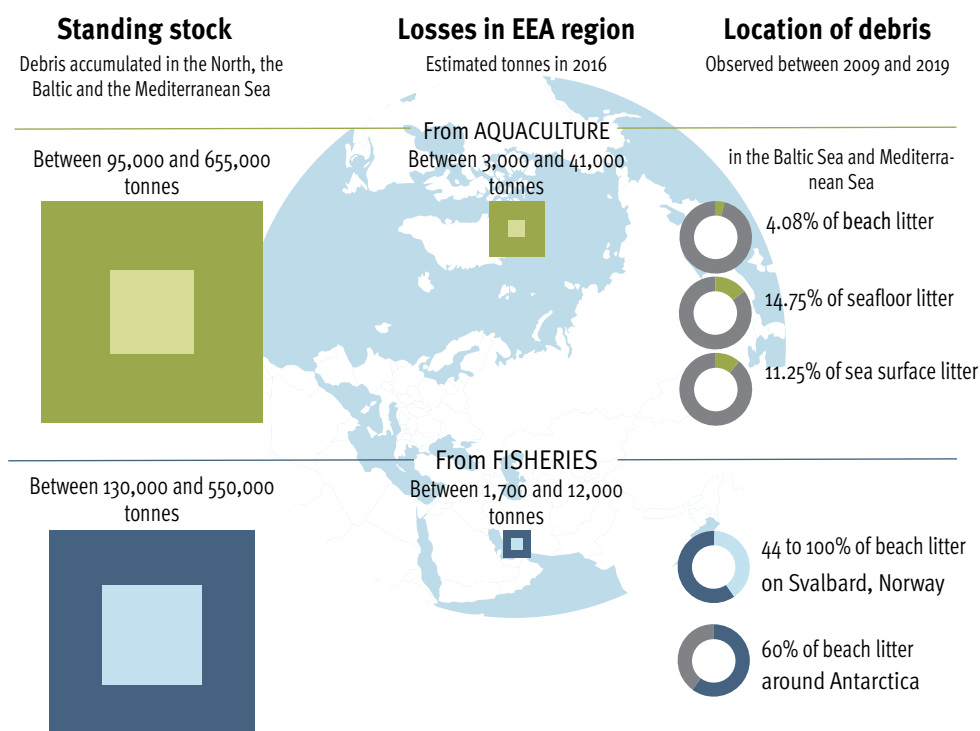 Standing stock
Debris accumulated in the North, the
Baltic and the Mediterranean Sea
Losses in EEA region
Estimated tonnes in 2016
Location of debris
Observed between 2009 and 2019
From AQUACULTURE
Between 95,000 and 655,000
tonnes
Between 3,000 and 41,000
tonnes
in the Baltic Sea and Mediterra-
nean Sea
4.08% of beach litter
14.75% of seafloor litter
11.25% of sea surface litter
From FISHERIES
Between 130,000 and 550,000
tonnes
Between 1,700 and 12,000
tonnes
44 to 100% of beach litter
on Svalbard, Norway
60% of beach litter
around Antarctica